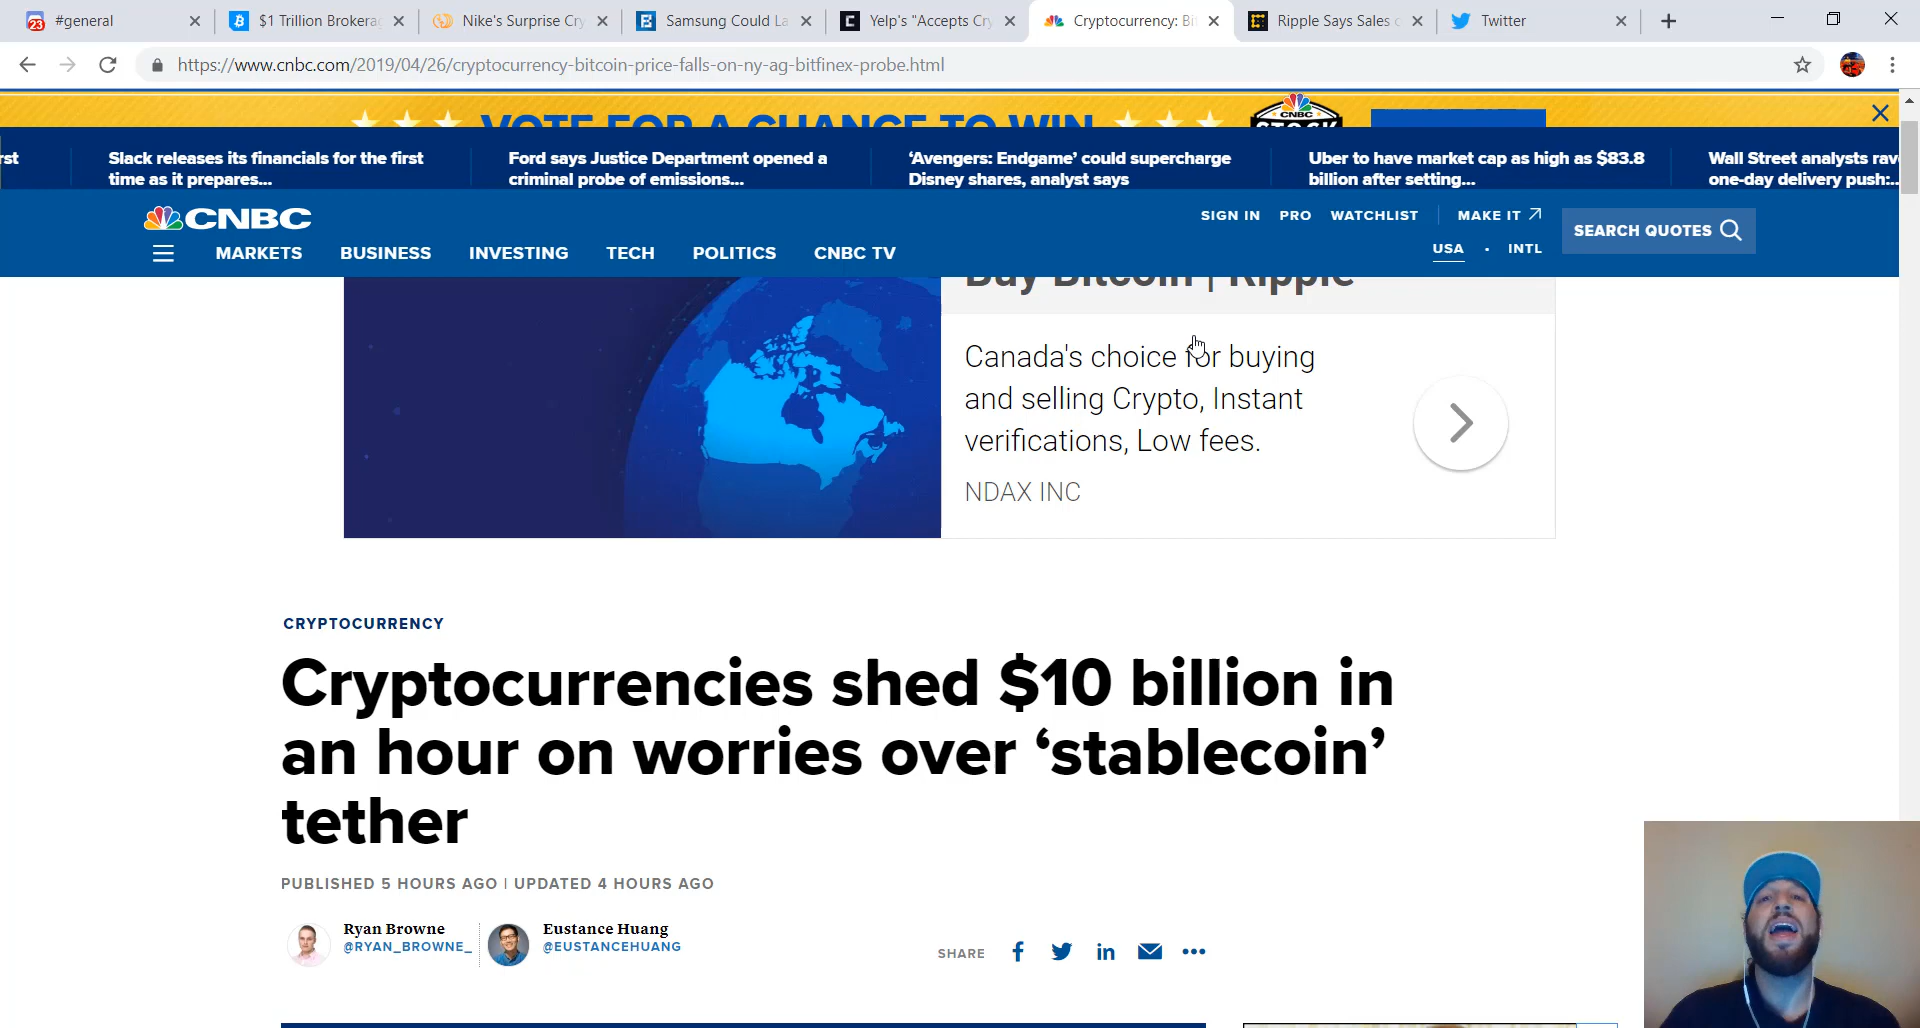 #general
$1 Trillion Brokera
Nike's Surprise Cry
Samsung Could La
Yelp's "Accepts Cry
Cryptocurrency: Bi
Ripple Says Sales
Twitter
https://www.cnbc.com/2019/04/26/cryptocurrency-bitcoin-price-falls-on-ny-ag-bitfinex-probe.html
VOTE FOR A CHANCE TO WIN
CNBC
STOCK
rst
Slack releases its financials for the first
time as it prepares...
Ford says Justice Department opened a
criminal probe of emissions...
‘Avengers: Endgame’ could supercharge
Disney shares, analyst says
Uber to have market cap as high as $83.8
billion after setting...
Wall Street analysts rav
one-day delivery push:..
CNBC
SIGN IN PRO WATCHLIST MAKE IT
SEARCH QUOTES
USA • INTL
MARKETS BUSINESS INVESTING TECH POLITICS CNBC TV
Buy Bitcoin | Ripple
Canada's choice for buying
and selling Crypto, Instant
verifications, Low fees.
NDAX INC
CRYPTOCURRENCY
Cryptocurrencies shed $10 billion in
an hour on worries over ‘stablecoin’
tether
PUBLISHED 5 HOURS AGO | UPDATED 4 HOURS AGO
Ryan Browne
@RYAN_BROWNE_
Eustance Huang
@EUSTANCEHUANG
SHARE
23